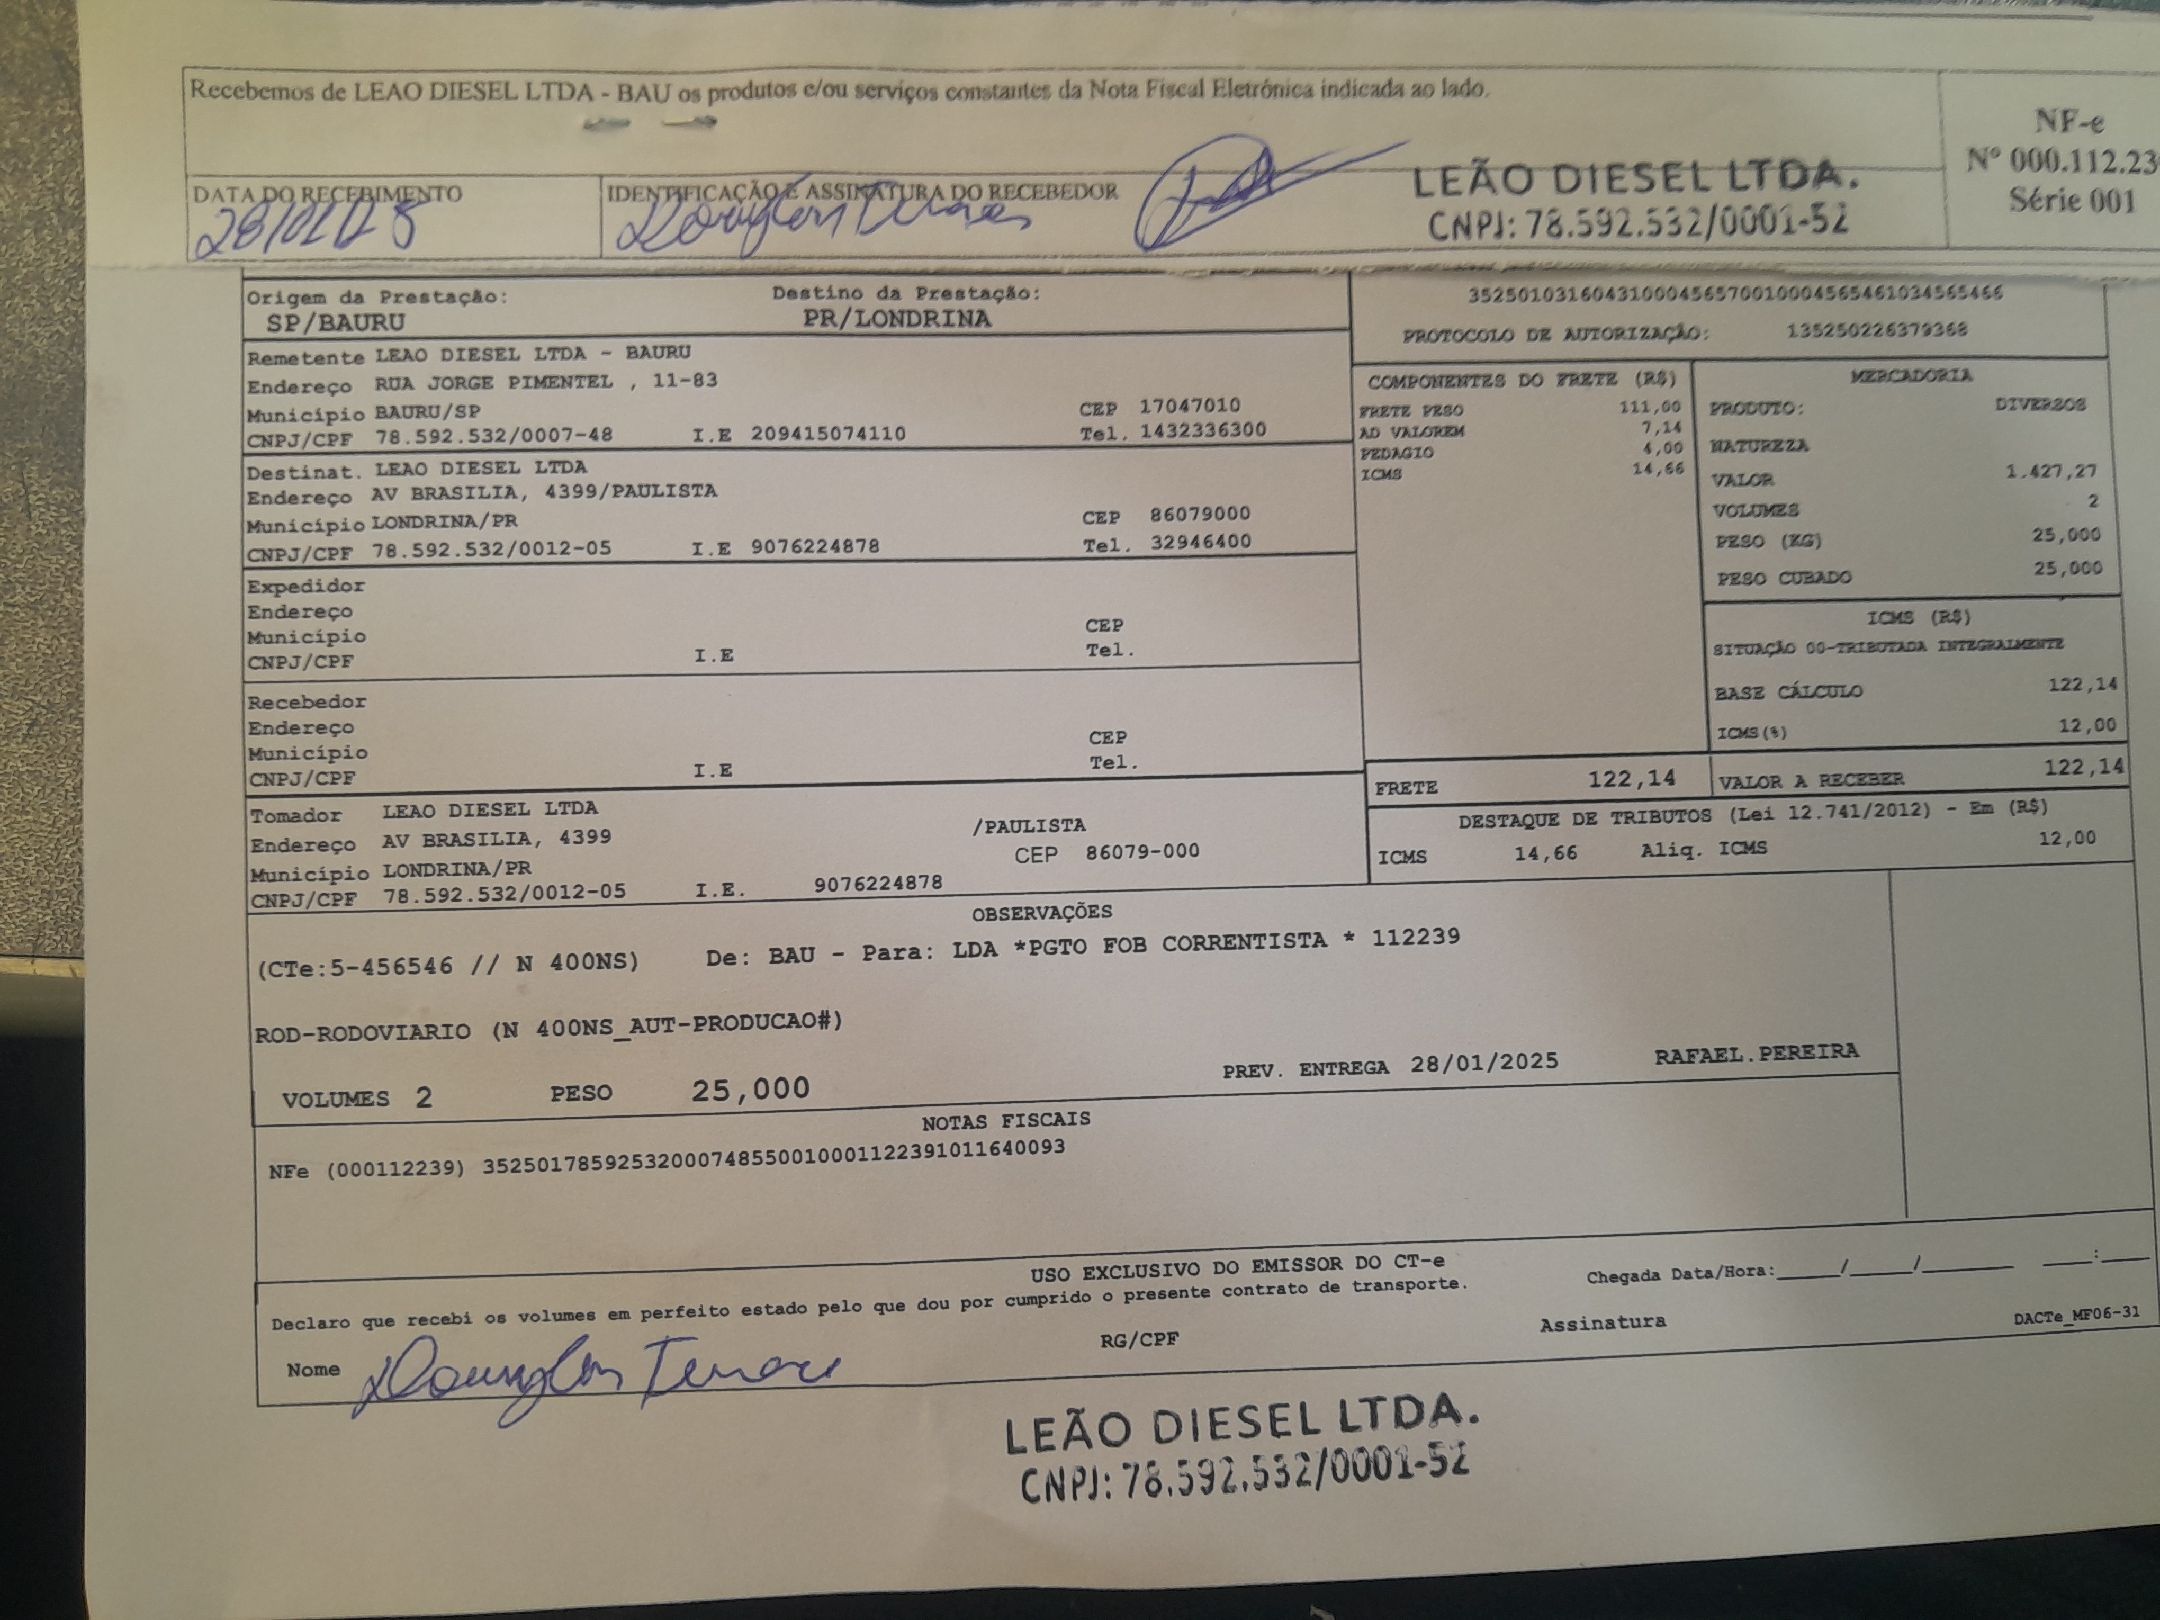 Recebemos de LEAO DIESEL LTDA - BAU os produtos e/ou serviços constantes da Nota Fiscal Eletrônica indicada ao lado.
NF-e
Nº 000.112.23
Série 001
DATA DO RECEBIMENTO
IDENTIFICAÇÃO E ASSINATURA DO RECEBEDOR
LEÃO DIESEL LTDA.
CNPJ: 78.592.532/0001-52
Origem da Prestação: Destino da Prestação:
SP/BAURU PR/LONDRINA
35250103160431000456570010004565461034565466
PROTOCOLO DE AUTORIZAÇÃO: 135250226379368
Remetente LEAO DIESEL LTDA - BAURU
Endereço RUA JORGE PIMENTEL , 11-83
Município BAURU/SP CEP 17047010
CNPJ/CPF 78.592.532/0007-48 I.E 209415074110 Tel. 1432336300
Destinat. LEAO DIESEL LTDA
Endereço AV BRASILIA, 4399/PAULISTA
Município LONDRINA/PR CEP 86079000
CNPJ/CPF 78.592.532/0012-05 I.E 9076224878 Tel. 32946400
Expedidor
Endereço
Município CEP
CNPJ/CPF I.E Tel.
Recebedor
Endereço
Município CEP
CNPJ/CPF I.E Tel.
Tomador LEAO DIESEL LTDA
Endereço AV BRASILIA, 4399 /PAULISTA
Município LONDRINA/PR CEP 86079-000
CNPJ/CPF 78.592.532/0012-05 I.E. 9076224878
COMPONENTES DO FRETE (R$)
FRETE PESO 111,00
AD VALOREM 7,14
PEDAGIO 4,00
ICMS 14,66
MERCADORIA
PRODUTO: DIVERSOS
NATUREZA
VALOR 1.427,27
VOLUMES 2
PESO (KG) 25,000
PESO CUBADO 25,000
ICMS (R$)
SITUAÇÃO 00-TRIBUTADA INTEGRALMENTE
BASE CÁLCULO 122,14
ICMS(%) 12,00
FRETE 122,14 VALOR A RECEBER 122,14
DESTAQUE DE TRIBUTOS (Lei 12.741/2012) - Em (R$)
ICMS 14,66 Aliq. ICMS 12,00
OBSERVAÇÕES
(CTe:5-456546 // N 400NS) De: BAU - Para: LDA *PGTO FOB CORRENTISTA * 112239
ROD-RODOVIARIO (N 400NS_AUT-PRODUCAO#)
VOLUMES 2 PESO 25,000 PREV. ENTREGA 28/01/2025 RAFAEL.PEREIRA
NOTAS FISCAIS
NFe (000112239) 35250178592532000748550010001122391011640093
USO EXCLUSIVO DO EMISSOR DO CT-e
Declaro que recebi os volumes em perfeito estado pelo que dou por cumprido o presente contrato de transporte.
Chegada Data/Hora:____/____/______ ___:___
Nome RG/CPF Assinatura
DACTe_MF06-31
LEÃO DIESEL LTDA.
CNPJ: 78.592.532/0001-52